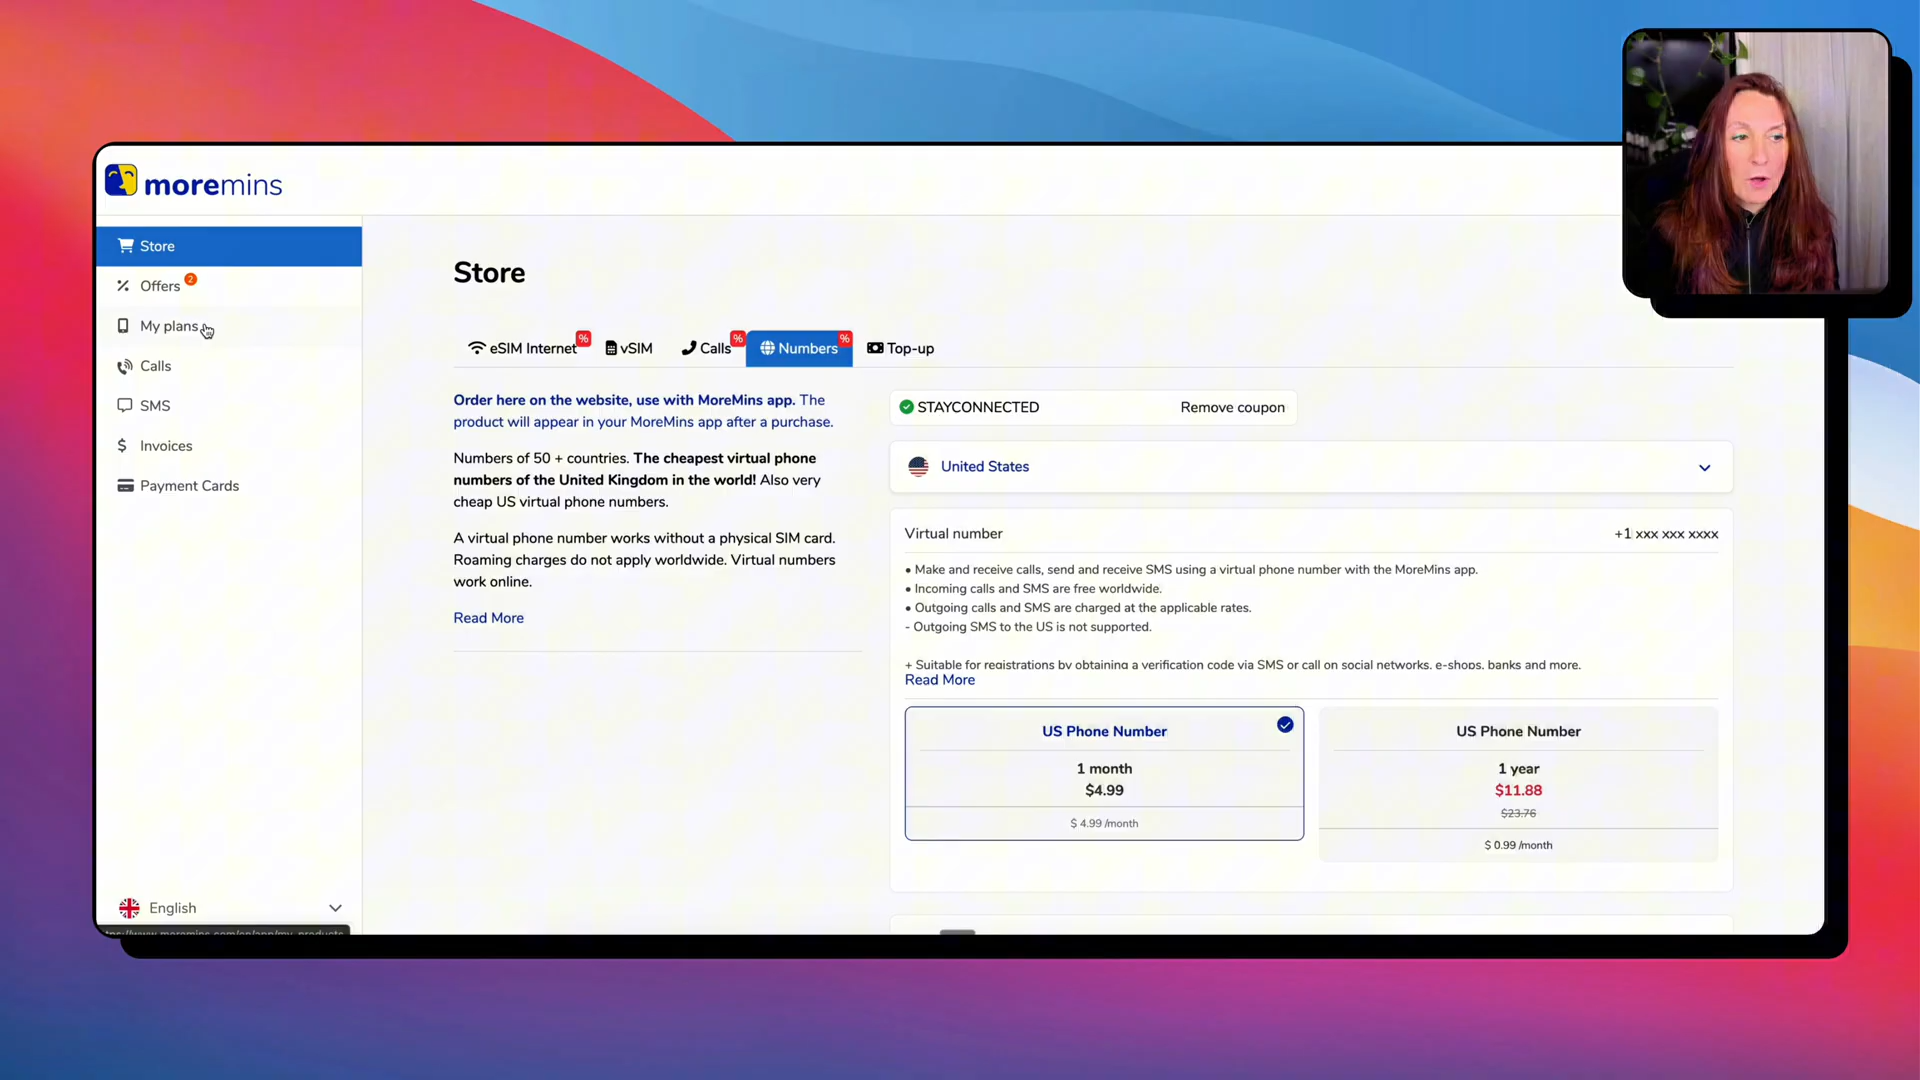 moremins
Store
Offers 2
My plans
Calls
SMS
Invoices
Payment Cards
English
Store
eSIM Internet %
vSIM
Calls %
Numbers %
Top-up
Order here on the website, use with MoreMins app. The
product will appear in your MoreMins app after a purchase.
Numbers of 50 + countries. The cheapest virtual phone
numbers of the United Kingdom in the world! Also very
cheap US virtual phone numbers.
A virtual phone number works without a physical SIM card.
Roaming charges do not apply worldwide. Virtual numbers
work online.
Read More
STAYCONNECTED
Remove coupon
United States
Virtual number
+1 xxx xxx xxxx
• Make and receive calls, send and receive SMS using a virtual phone number with the MoreMins app.
• Incoming calls and SMS are free worldwide.
• Outgoing calls and SMS are charged at the applicable rates.
- Outgoing SMS to the US is not supported.
+ Suitable for registrations by obtaining a verification code via SMS or call on social networks, e-shops, banks and more.
Read More
US Phone Number
1 month
$4.99
$ 4.99 /month
US Phone Number
1 year
$11.88
$23.76
$ 0.99 /month